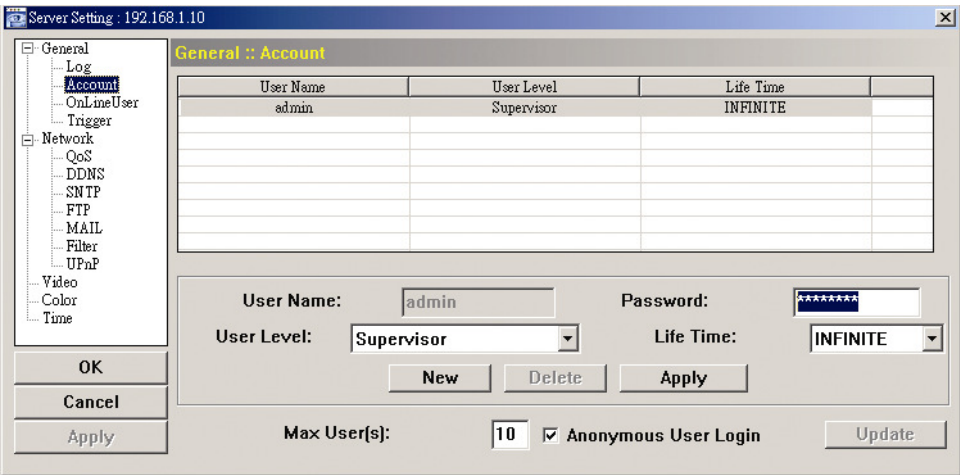 Server Setting : 192.168.1.10
General
Log
Account
OnLineUser
Trigger
Network
QoS
DDNS
SNTP
FTP
MAIL
Filter
UPnP
Video
Color
Time
OK
Cancel
Apply
General :: Account
User Name User Level Life Time
admin Supervisor INFINITE
User Name: admin Password: ********
User Level: Supervisor Life Time: INFINITE
New Delete Apply
Max User(s): 10 Anonymous User Login Update